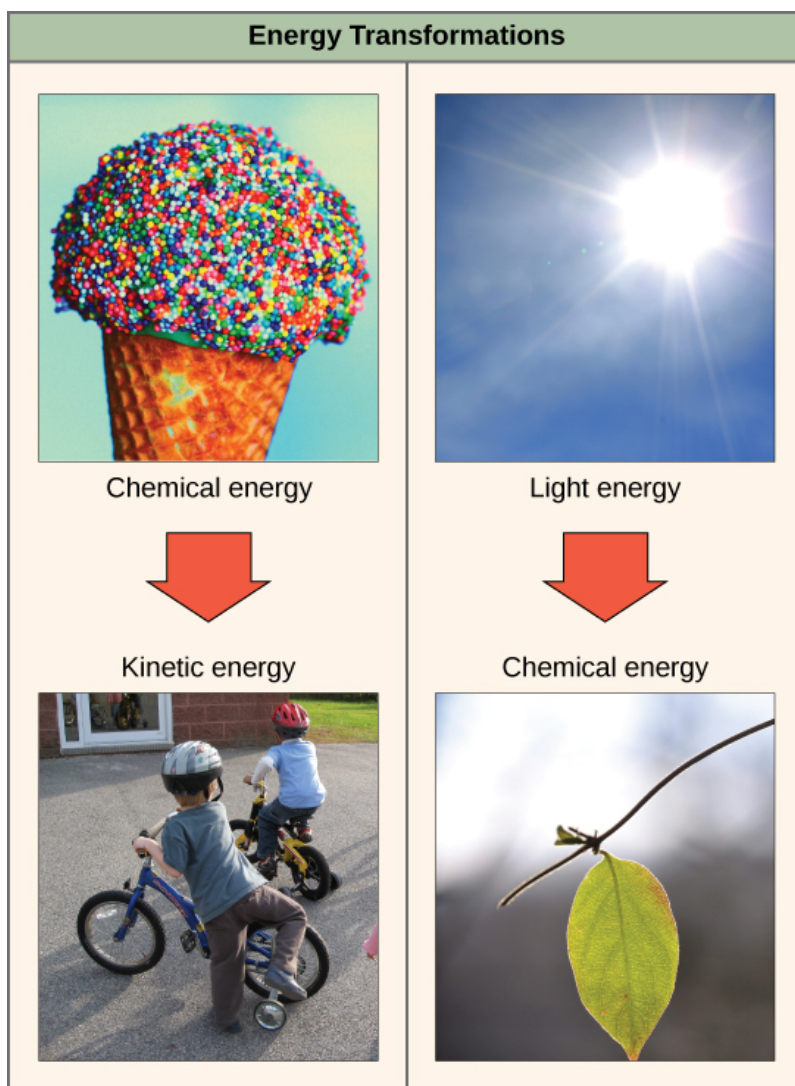 Energy Transformations
Chemical energy
Kinetic energy
Light energy
Chemical energy